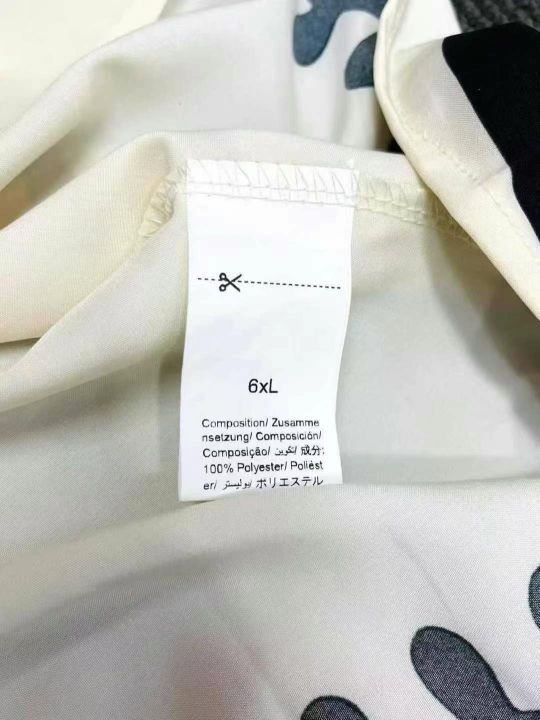 6xL
Composition/ Zusamme
nsetzung/ Composición/
Composição/ تكوين/ 成分:
100% Polyester/ Poliést
er/ بوليستر/ ポリエステル